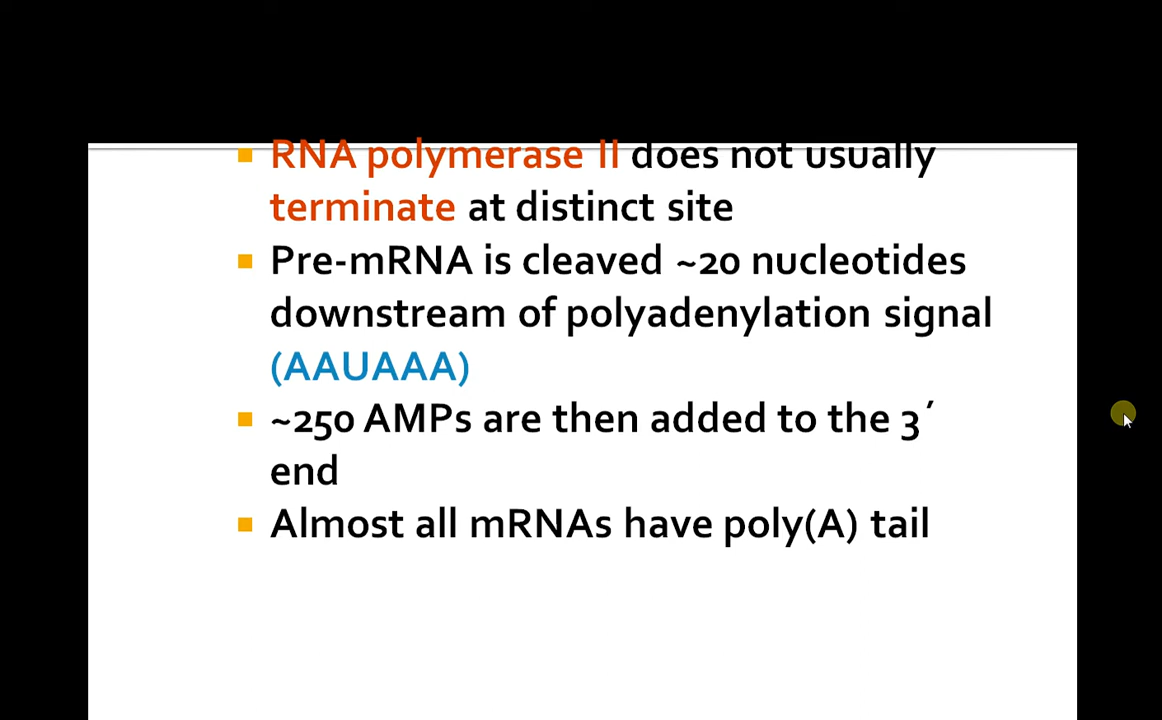 RNA polymerase II does not usually
terminate at distinct site
Pre-mRNA is cleaved ~20 nucleotides
downstream of polyadenylation signal
(AAUAAA)
~250 AMPs are then added to the 3´
end
Almost all mRNAs have poly(A) tail